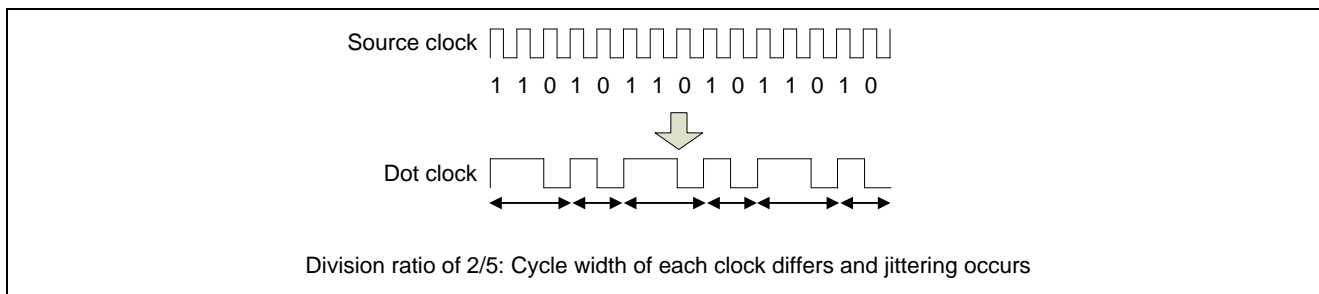 Source clock
1 1 0 1 0 1 1 0 1 0 1 1 0 1 0
Dot clock
Division ratio of 2/5: Cycle width of each clock differs and jittering occurs